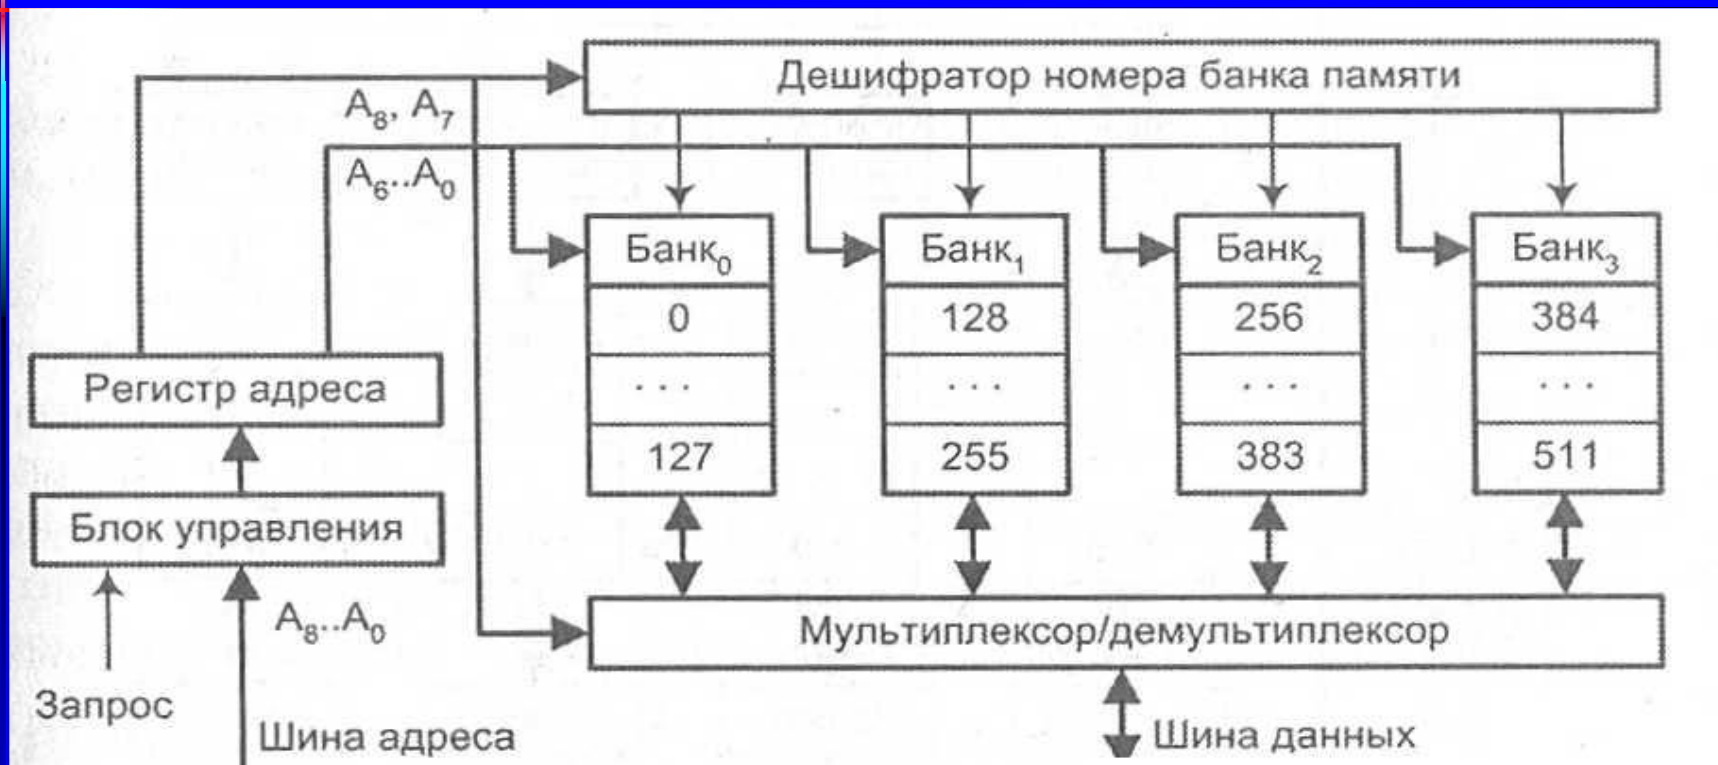 Дешифратор номера банка памяти
A₈, A₇
A₆..A₀
Банк₀
Банк₁
Банк₂
Банк₃
0
128
256
384
. . .
. . .
. . .
. . .
127
255
383
511
Регистр адреса
Блок управления
A₈..A₀
Запрос
Шина адреса
Мультиплексор/демультиплексор
Шина данных